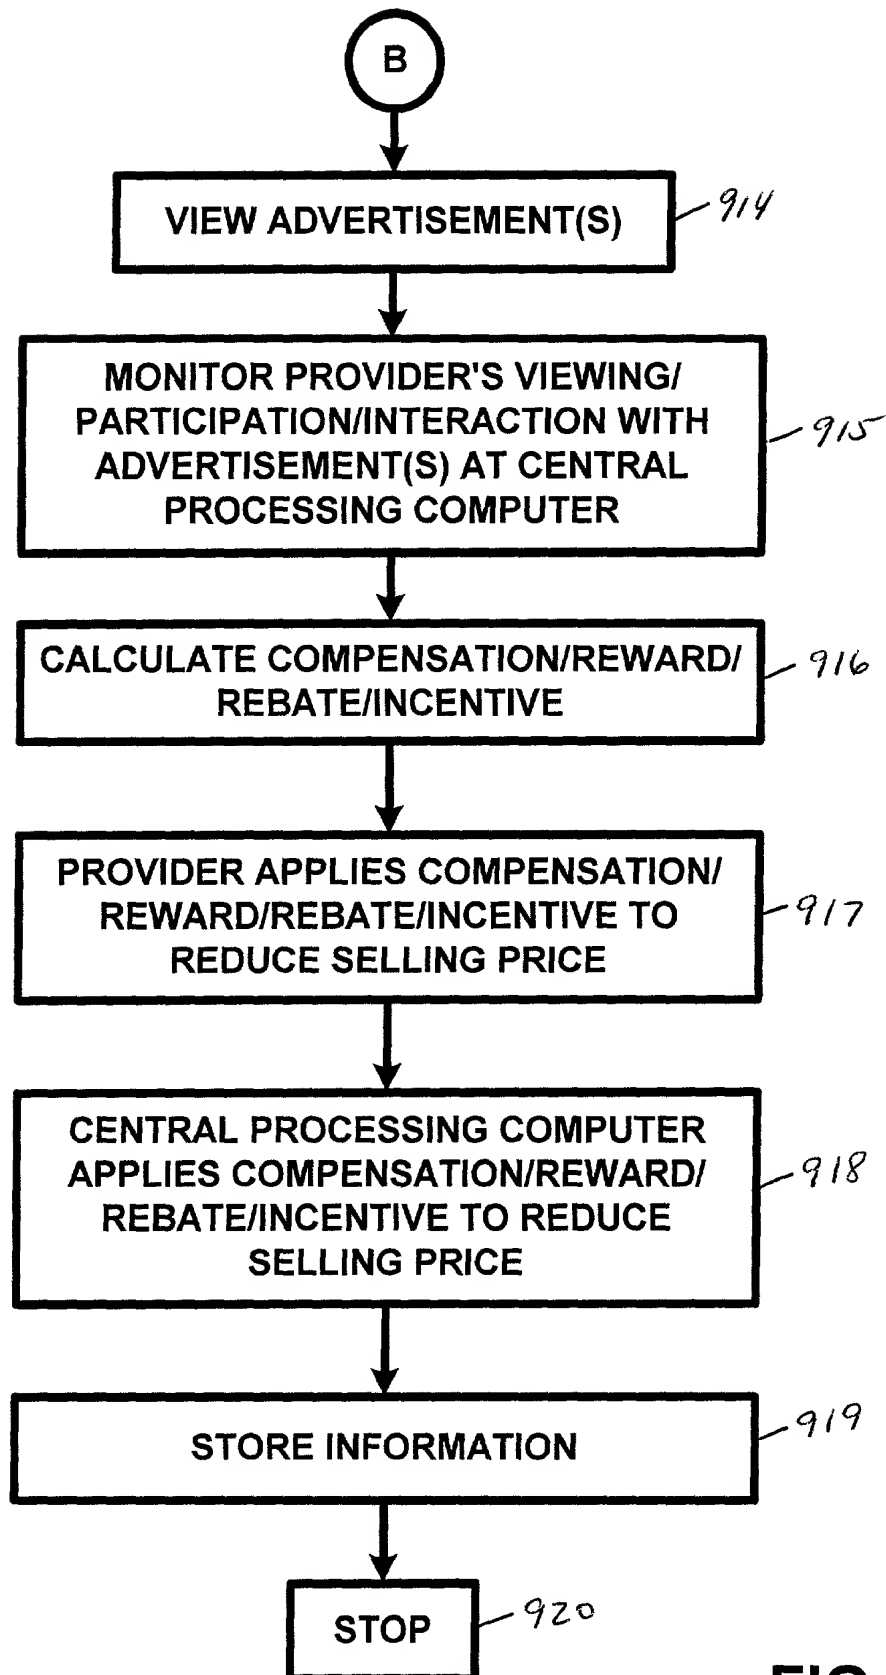 B
VIEW ADVERTISEMENT(S)
914
MONITOR PROVIDER'S VIEWING/
PARTICIPATION/INTERACTION WITH
ADVERTISEMENT(S) AT CENTRAL
PROCESSING COMPUTER
915
CALCULATE COMPENSATION/REWARD/
REBATE/INCENTIVE
916
PROVIDER APPLIES COMPENSATION/
REWARD/REBATE/INCENTIVE TO
REDUCE SELLING PRICE
917
CENTRAL PROCESSING COMPUTER
APPLIES COMPENSATION/REWARD/
REBATE/INCENTIVE TO REDUCE
SELLING PRICE
918
STORE INFORMATION
919
STOP
920